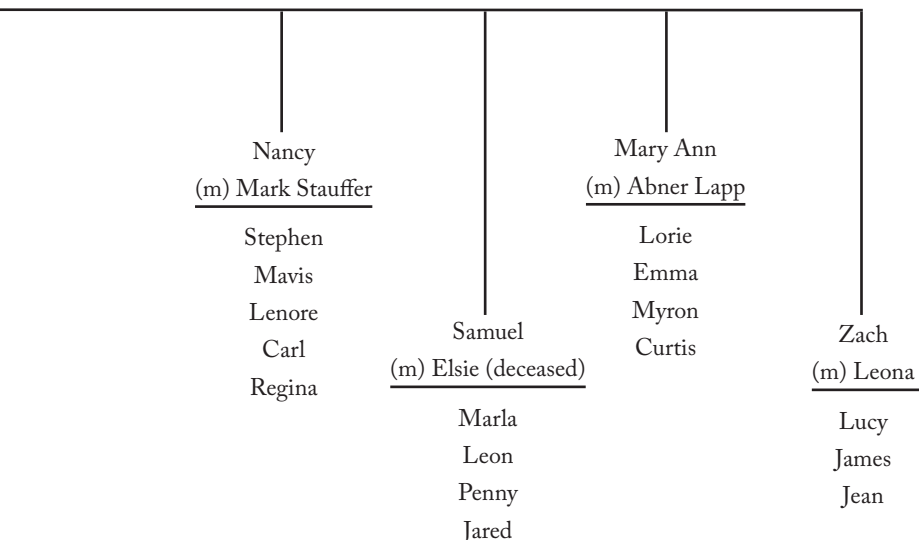 Nancy
(m) Mark Stauffer
Stephen
Mavis
Lenore
Carl
Regina
Samuel
(m) Elsie (deceased)
Marla
Leon
Penny
Jared
Mary Ann
(m) Abner Lapp
Lorie
Emma
Myron
Curtis
Zach
(m) Leona
Lucy
James
Jean